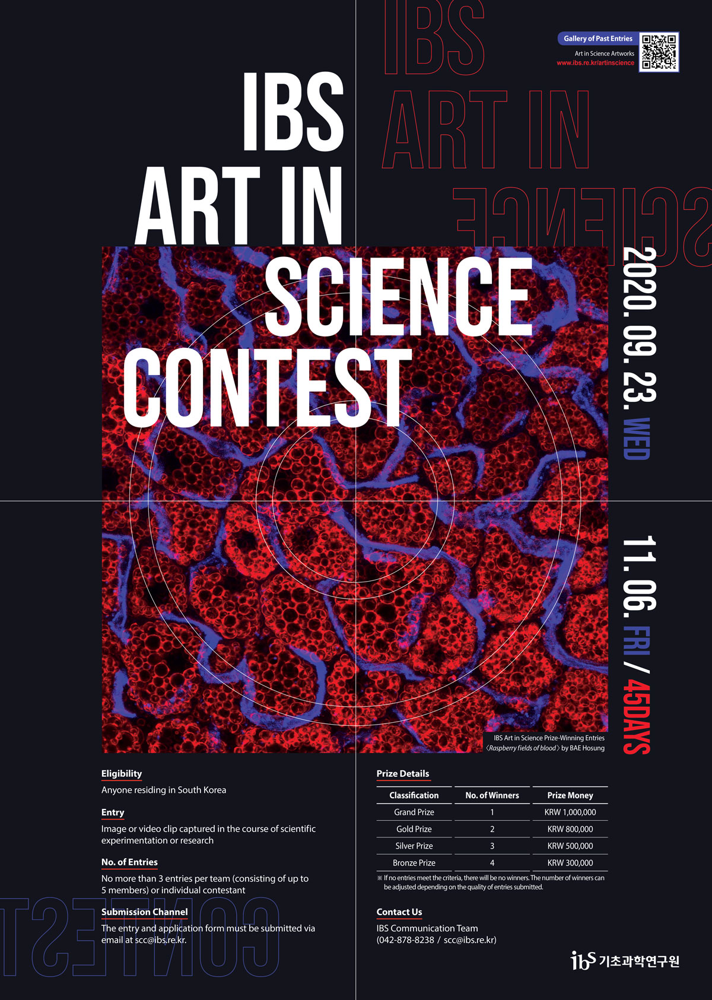 IBS
ART IN
SCIENCE
CONTEST
IBS
ART IN
SCIENCE
Gallery of Past Entries
Art in Science Artworks
www.ibs.re.kr/artinscience
2020. 09. 23. WED
11. 06. FRI / 45DAYS
IBS Art in Science Prize-Winning Entries
〈Raspberry fields of blood〉 by BAE Hosung
Eligibility
Anyone residing in South Korea
Entry
Image or video clip captured in the course of scientific
experimentation or research
No. of Entries
No more than 3 entries per team (consisting of up to
5 members) or individual contestant
Submission Channel
The entry and application form must be submitted via
email at scc@ibs.re.kr.
CONTEST
Prize Details
Classification No. of Winners Prize Money
Grand Prize 1 KRW 1,000,000
Gold Prize 2 KRW 800,000
Silver Prize 3 KRW 500,000
Bronze Prize 4 KRW 300,000
※ If no entries meet the criteria, there will be no winners. The number of winners can
be adjusted depending on the quality of entries submitted.
Contact Us
IBS Communication Team
(042-878-8238 / scc@ibs.re.kr)
ibs 기초과학연구원